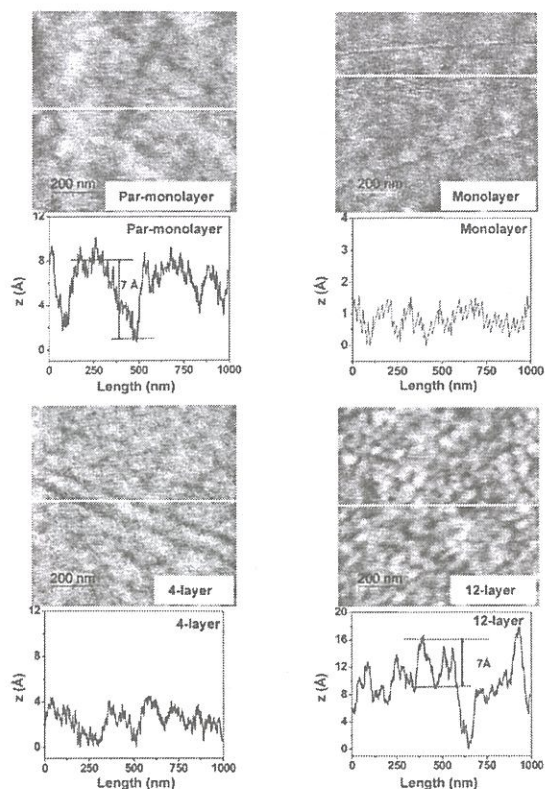 200 nm
Par-monolayer
200 nm
Monolayer
Par-monolayer
12
8
4
0
z (Å)
7 Å
0 250 500 750 1000
Length (nm)
Monolayer
4
3
2
1
0
z (Å)
0 250 500 750 1000
Length (nm)
200 nm
4-layer
200 nm
12-layer
4-layer
12
8
4
0
z (Å)
0 250 500 750 1000
Length (nm)
12-layer
20
16
12
8
4
0
z (Å)
7Å
0 250 500 750 1000
Length (nm)